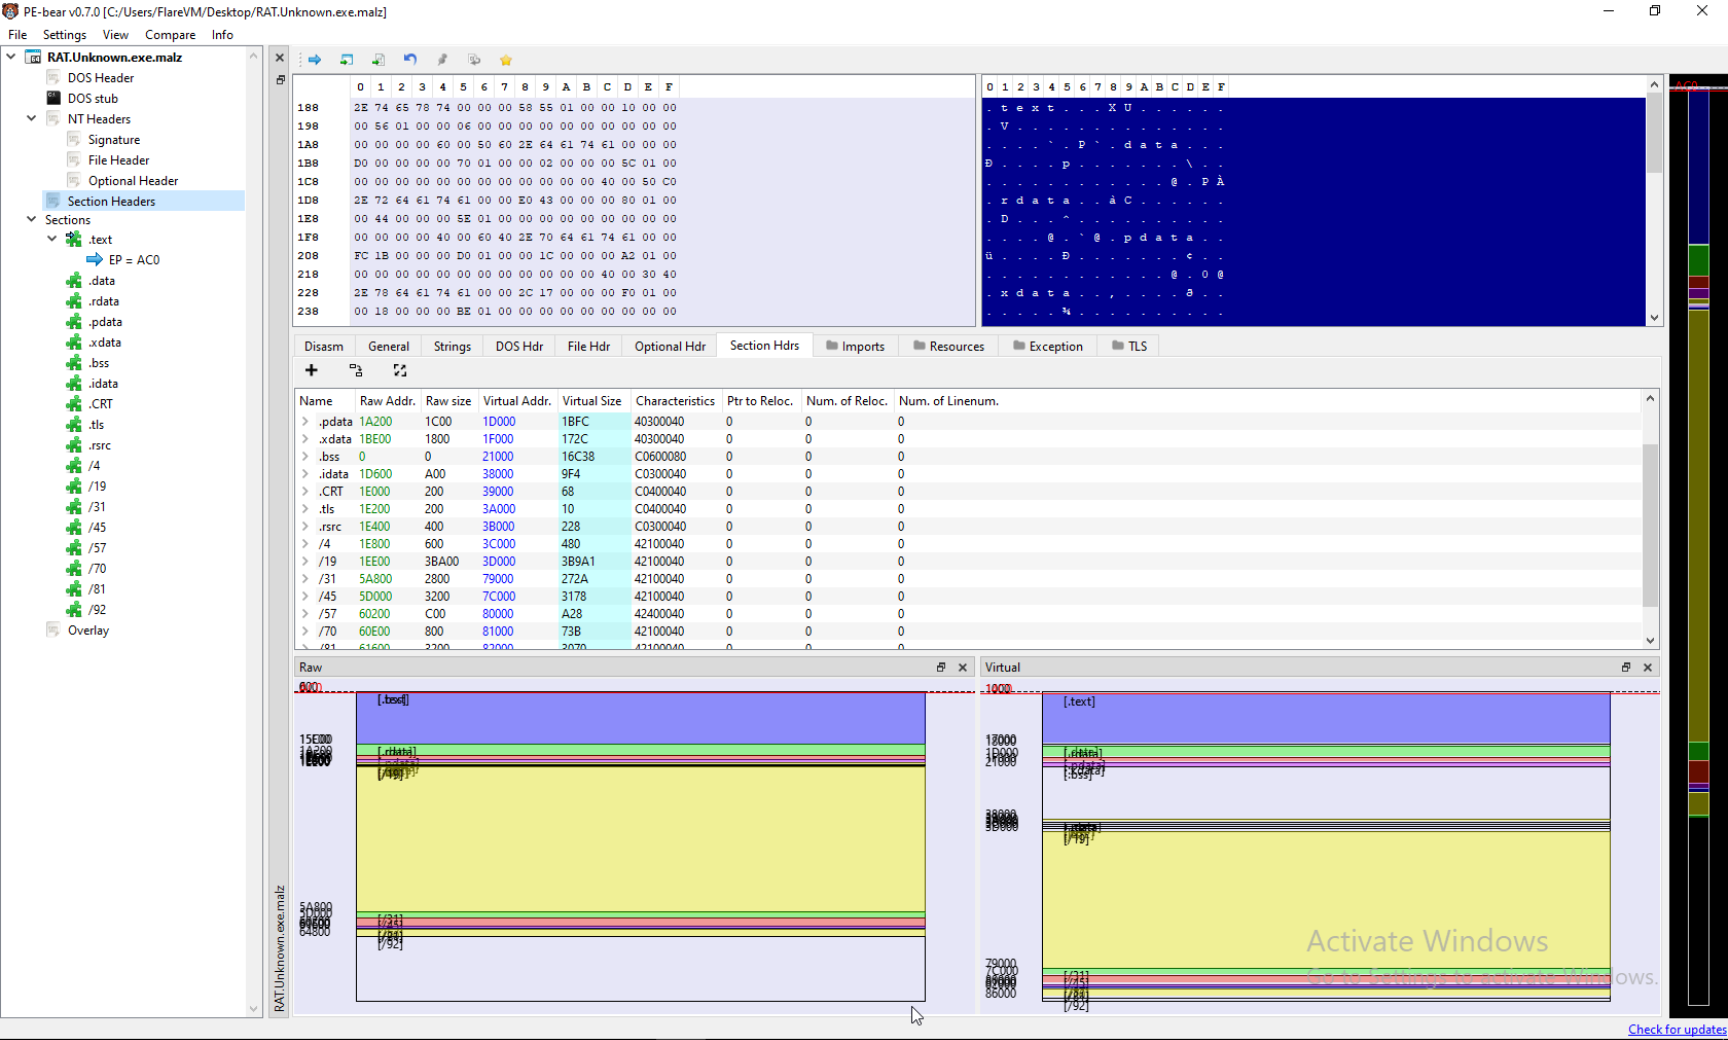 PE-bear v0.7.0 [C:/Users/FlareVM/Desktop/RAT.Unknown.exe.malz]
File Settings View Compare Info
RAT.Unknown.exe.malz
DOS Header
DOS stub
NT Headers
Signature
File Header
Optional Header
Section Headers
Sections
.text
EP = AC0
.data
.rdata
.pdata
.xdata
.bss
.idata
.CRT
.tls
.rsrc
/4
/19
/31
/45
/57
/70
/81
/92
Overlay
RAT.Unknown.exe.malz
0 1 2 3 4 5 6 7 8 9 A B C D E F
188 2E 74 65 78 74 00 00 00 58 55 01 00 00 10 00 00
198 00 56 01 00 00 06 00 00 00 00 00 00 00 00 00 00
1A8 00 00 00 00 60 00 50 60 2E 64 61 74 61 00 00 00
1B8 D0 00 00 00 00 70 01 00 00 02 00 00 00 5C 01 00
1C8 00 00 00 00 00 00 00 00 00 00 00 00 40 00 50 C0
1D8 2E 72 64 61 74 61 00 00 E0 43 00 00 00 80 01 00
1E8 00 44 00 00 00 5E 01 00 00 00 00 00 00 00 00 00
1F8 00 00 00 00 40 00 60 40 2E 70 64 61 74 61 00 00
208 FC 1B 00 00 00 D0 01 00 00 1C 00 00 00 A2 01 00
218 00 00 00 00 00 00 00 00 00 00 00 00 40 00 30 40
228 2E 78 64 61 74 61 00 00 2C 17 00 00 00 F0 01 00
238 00 18 00 00 00 BE 01 00 00 00 00 00 00 00 00 00
0 1 2 3 4 5 6 7 8 9 A B C D E F
. t e x t . . . X U . . . . . .
. V . . . . . . . . . . . . . .
. . . . ` . P ` . d a t a . . .
Ð . . . . p . . . . . . . \ . .
. . . . . . . . . . . . @ . P À
. r d a t a . . à C . . . . . .
. D . . . ^ . . . . . . . . . .
. . . . @ . ` @ . p d a t a . .
ü . . . . Ð . . . . . . . ¢ . .
. . . . . . . . . . . . @ . 0 @
. x d a t a . . , . . . . ð . .
. . . . . ¾ . . . . . . . . . .
Disasm General Strings DOS Hdr File Hdr Optional Hdr Section Hdrs Imports Resources Exception TLS
Name Raw Addr. Raw size Virtual Addr. Virtual Size Characteristics Ptr to Reloc. Num. of Reloc. Num. of Linenum.
.pdata 1A200 1C00 1D000 1BFC 40300040 0 0 0
.xdata 1BE00 1800 1F000 172C 40300040 0 0 0
.bss 0 0 21000 16C38 C0600080 0 0 0
.idata 1D600 A00 38000 9F4 C0300040 0 0 0
.CRT 1E000 200 39000 68 C0400040 0 0 0
.tls 1E200 200 3A000 10 C0400040 0 0 0
.rsrc 1E400 400 3B000 228 C0300040 0 0 0
/4 1E800 600 3C000 480 42100040 0 0 0
/19 1EE00 3BA00 3D000 3B9A1 42100040 0 0 0
/31 5A800 2800 79000 272A 42100040 0 0 0
/45 5D000 3200 7C000 3178 42100040 0 0 0
/57 60200 C00 80000 A28 42400040 0 0 0
/70 60E00 800 81000 73B 42100040 0 0 0
/81 61600 3200 82000 3070 42100040 0 0 0
Raw
15E00
1A200
[.rdata]
5A800
5D000
[/31]
64800
[/92]
Virtual
[.text]
1D000
21000
[.bss]
3D000
[/19]
79000
7C000
[/31]
86000
[/92]
AC0
Activate Windows
Go to Settings to activate Windows.
Check for updates